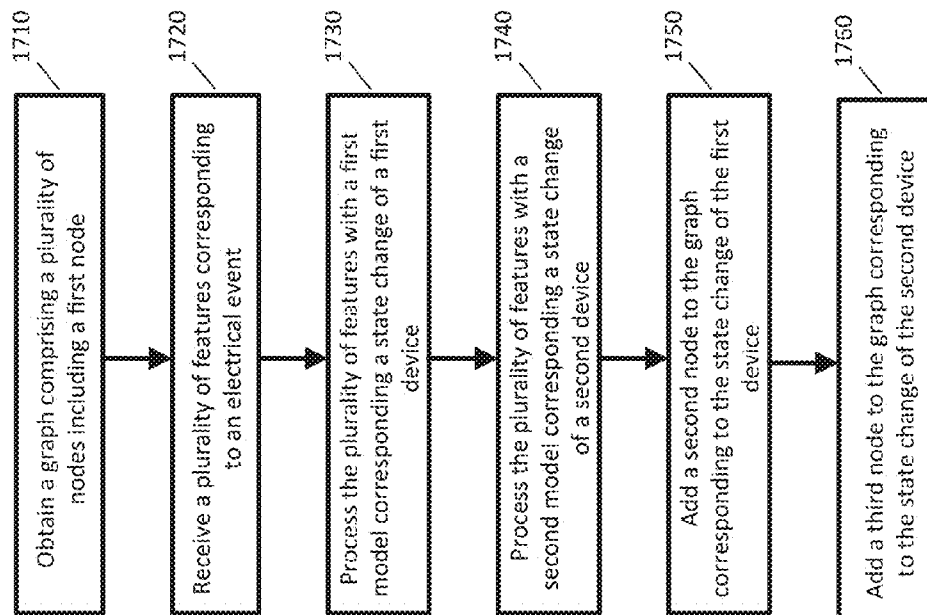 1710
Obtain a graph comprising a plurality of
nodes including a first node
1720
Receive a plurality of features corresponding
to an electrical event
1730
Process the plurality of features with a first
model corresponding a state change of a first
device
1740
Process the plurality of features with a
second model corresponding a state change
of a second device
1750
Add a second node to the graph
corresponding to the state change of the first
device
1760
Add a third node to the graph corresponding
to the state change of the second device